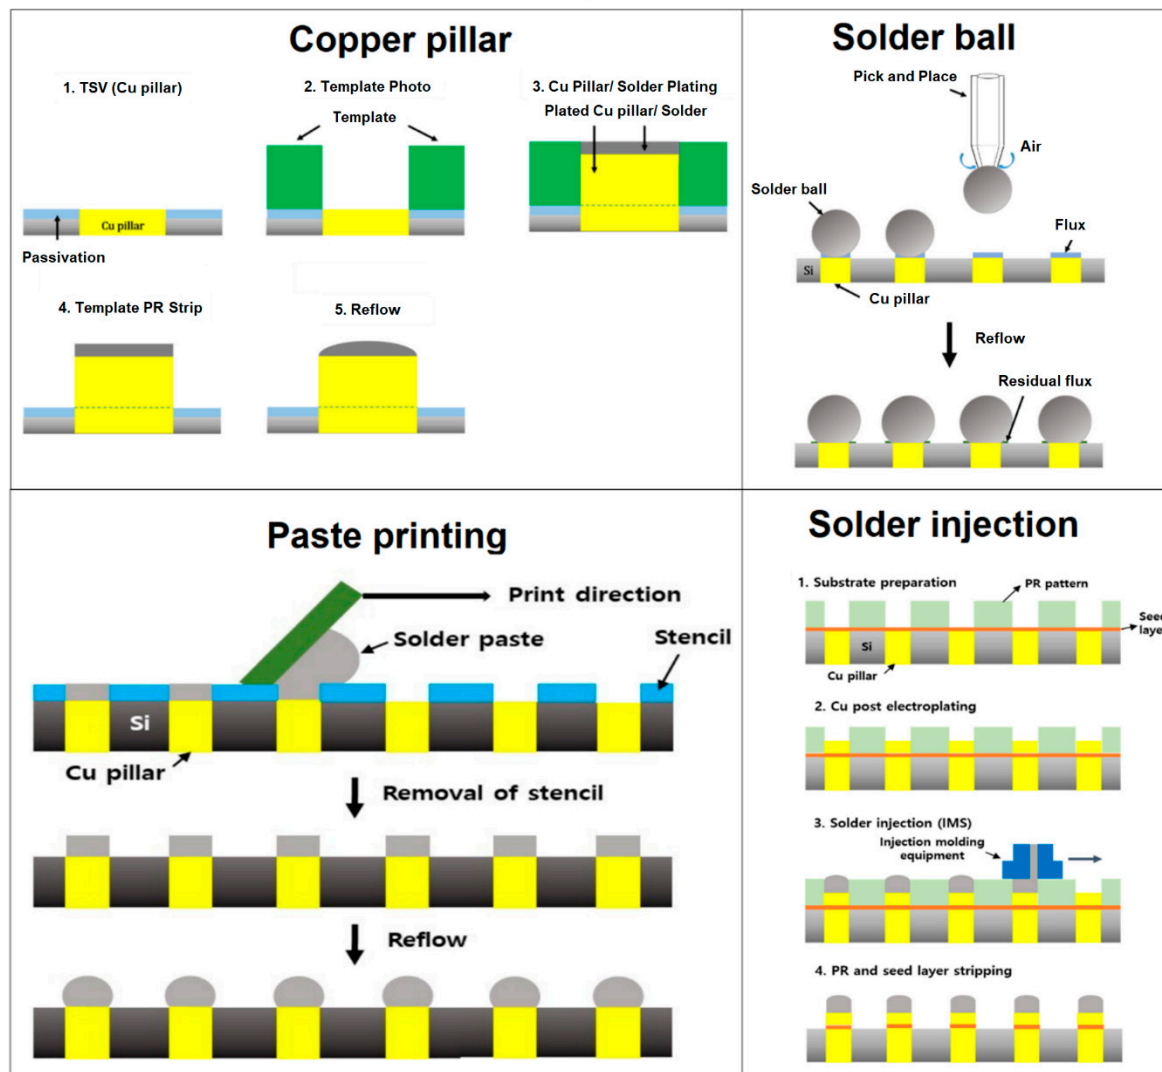 Copper pillar
1. TSV (Cu pillar)
2. Template Photo
3. Cu Pillar/ Solder Plating
Template
Plated Cu pillar/ Solder
Cu pillar
Passivation
4. Template PR Strip
5. Reflow
Solder ball
Pick and Place
Air
Solder ball
Flux
Si
Cu pillar
Reflow
Residual flux
Paste printing
Print direction
Solder paste
Stencil
Si
Cu pillar
Removal of stencil
Reflow
Solder injection
1. Substrate preparation
PR pattern
Seed
layer
Si
Cu pillar
2. Cu post electroplating
3. Solder injection (IMS)
Injection molding
equipment
4. PR and seed layer stripping